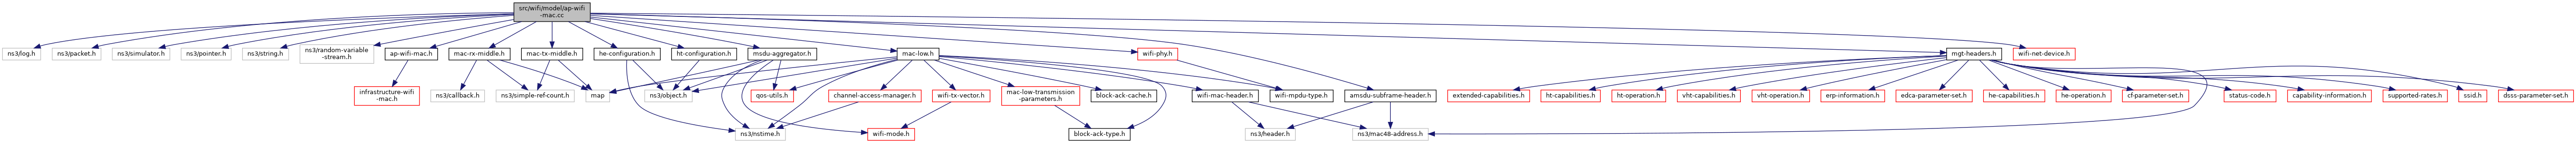 src/wifi/model/ap-wifi
-mac.cc
ns3/log.h
ns3/packet.h
ns3/simulator.h
ns3/pointer.h
ns3/string.h
ns3/random-variable
-stream.h
ap-wifi-mac.h
mac-rx-middle.h
mac-tx-middle.h
he-configuration.h
ht-configuration.h
msdu-aggregator.h
mac-low.h
wifi-phy.h
mgt-headers.h
wifi-net-device.h
infrastructure-wifi
-mac.h
ns3/callback.h
ns3/simple-ref-count.h
map
ns3/object.h
qos-utils.h
channel-access-manager.h
wifi-tx-vector.h
mac-low-transmission
-parameters.h
block-ack-cache.h
wifi-mac-header.h
wifi-mpdu-type.h
amsdu-subframe-header.h
extended-capabilities.h
ht-capabilities.h
ht-operation.h
vht-capabilities.h
vht-operation.h
erp-information.h
edca-parameter-set.h
he-capabilities.h
he-operation.h
cf-parameter-set.h
status-code.h
capability-information.h
supported-rates.h
ssid.h
dsss-parameter-set.h
ns3/nstime.h
wifi-mode.h
block-ack-type.h
ns3/header.h
ns3/mac48-address.h